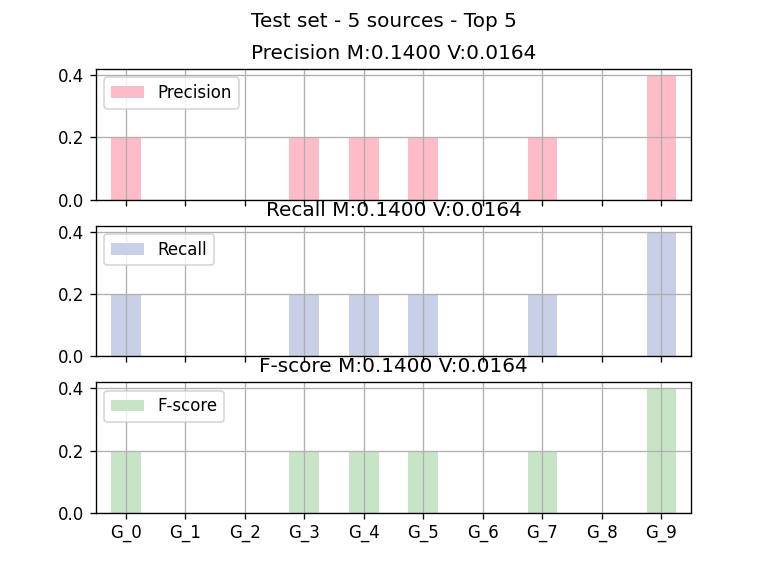 Test set - 5 sources - Top 5
Precision M:0.1400 V:0.0164
0.4
Precision
0.2
0.0
Recall M:0.1400 V:0.0164
0.4
Recall
0.2
0.0
F-score M:0.1400 V:0.0164
0.4
F-score
0.2
0.0
G_0 G_1 G_2 G_3 G_4 G_5 G_6 G_7 G_8 G_9